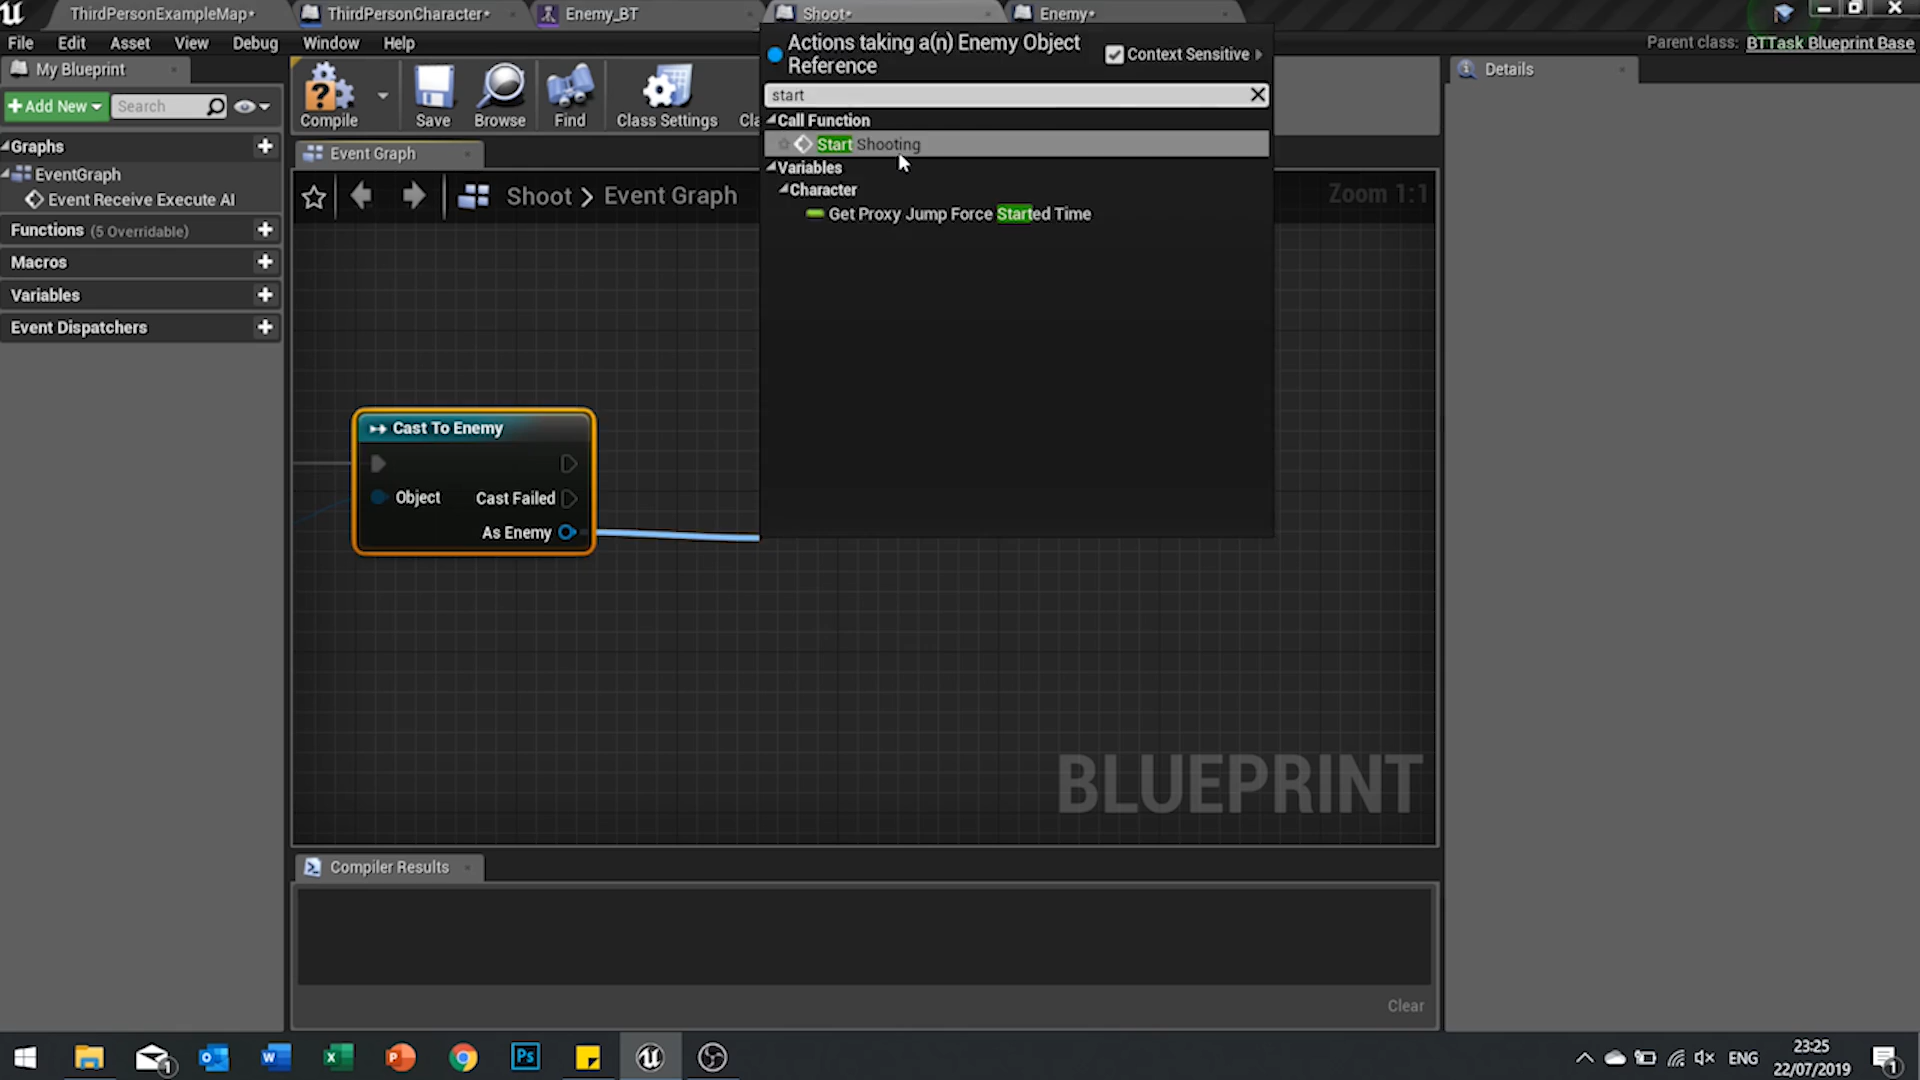 ThirdPersonExampleMap*
ThirdPersonCharacter*
Enemy_BT
Shoot*
Enemy*
File Edit Asset View Debug Window Help
Parent class: BTTask Blueprint Base
My Blueprint
Add New
Search
Graphs
EventGraph
Event Receive Execute AI
Functions (5 Overridable)
Macros
Variables
Event Dispatchers
Compile
Save
Browse
Find
Class Settings
Cla
Event Graph
Shoot > Event Graph
Zoom 1:1
Actions taking a(n) Enemy Object
Reference
Context Sensitive
start
Call Function
Start Shooting
Variables
Character
Get Proxy Jump Force Started Time
Details
Cast To Enemy
Object
Cast Failed
As Enemy
BLUEPRINT
Compiler Results
Clear
ENG
23:25
22/07/2019